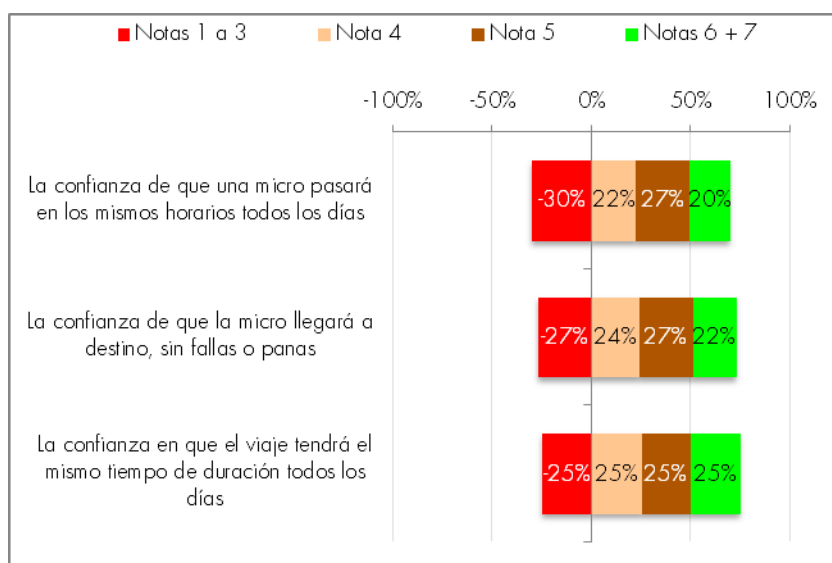 Notas 1 a 3 Nota 4 Nota 5 Notas 6 + 7
-100% -50% 0% 50% 100%
La confianza de que una micro pasará
en los mismos horarios todos los días
-30% 22% 27% 20%
La confianza de que la micro llegará a
destino, sin fallas o panas
-27% 24% 27% 22%
La confianza en que el viaje tendrá el
mismo tiempo de duración todos los
días
-25% 25% 25% 25%